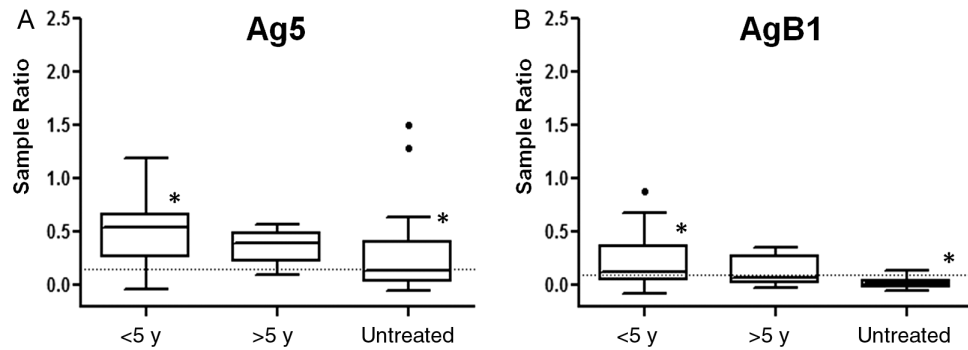 A
Ag5
2.5
2.0
1.5
1.0
0.5
0.0
Sample Ratio
*
*
<5 y
>5 y
Untreated
B
AgB1
2.5
2.0
1.5
1.0
0.5
0.0
Sample Ratio
*
*
<5 y
>5 y
Untreated